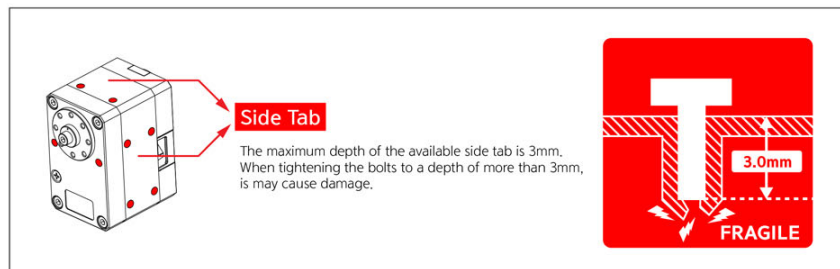 Side Tab
The maximum depth of the available side tab is 3mm.
When tightening the bolts to a depth of more than 3mm,
is may cause damage.
3.0mm
FRAGILE